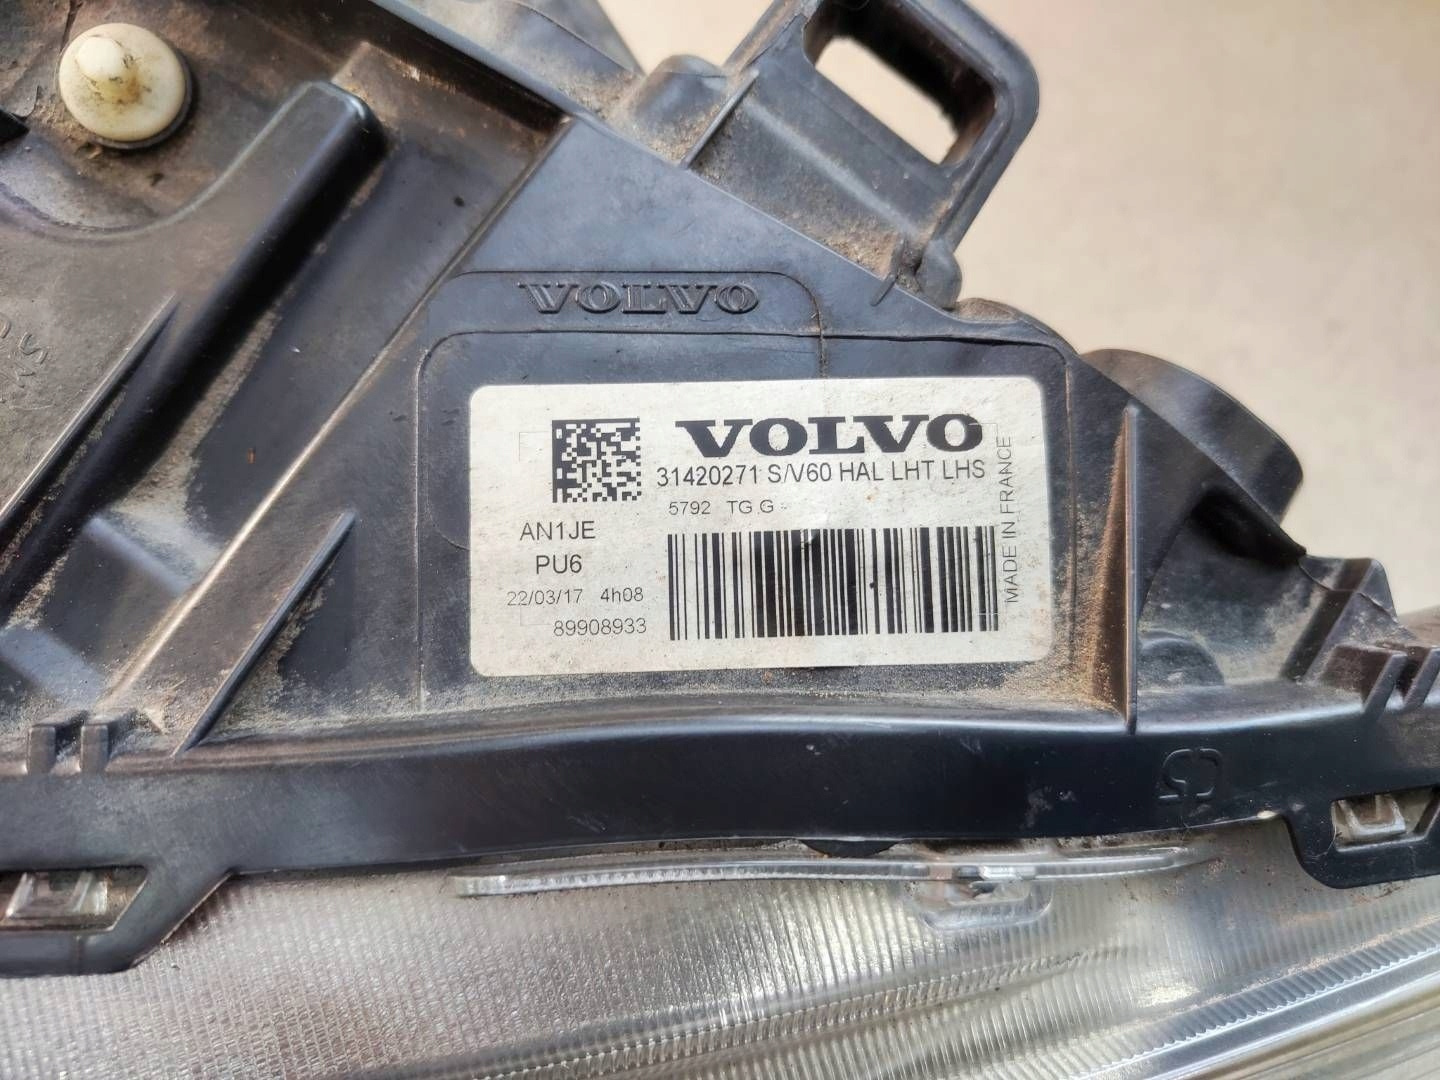 VOLVO
VOLVO
31420271 S/V60 HAL LHT LHS
5792 TG G
AN1JE
PU6
22/03/17 4h08
89908933
MADE IN FRANCE